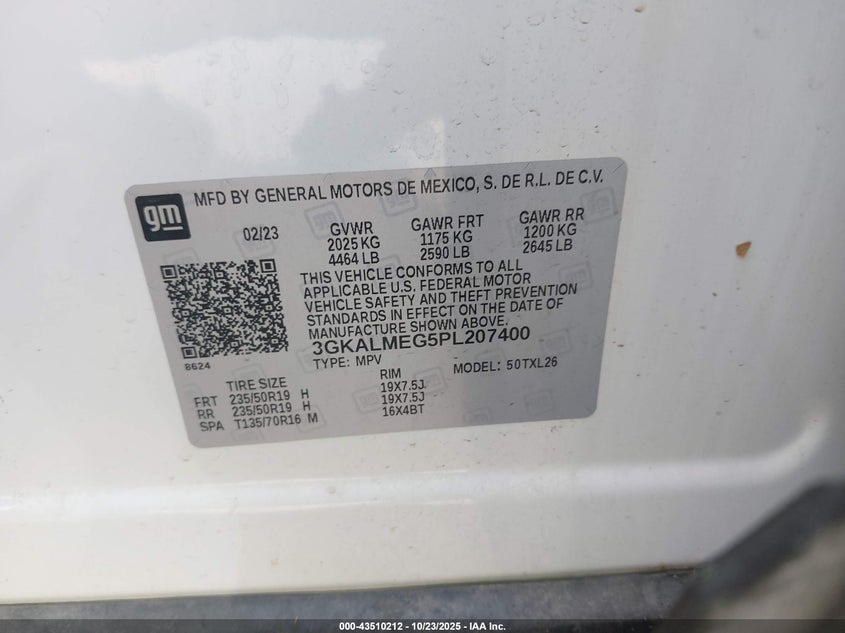 gm
MFD BY GENERAL MOTORS DE MEXICO, S. DE R.L. DE C.V.
02/23 GVWR GAWR FRT GAWR RR
2025 KG 1175 KG 1200 KG
4464 LB 2590 LB 2645 LB
THIS VEHICLE CONFORMS TO ALL
APPLICABLE U.S. FEDERAL MOTOR
VEHICLE SAFETY AND THEFT PREVENTION
STANDARDS IN EFFECT ON THE DATE OF
MANUFACTURE SHOWN ABOVE.
3GKALMEG5PL207400
8624
TYPE: MPV MODEL: 50TXL26
TIRE SIZE RIM
FRT 235/50R19 H 19X7.5J
RR 235/50R19 H 19X7.5J
SPA T135/70R16 M 16X4BT
000-43510212 - 10/23/2025 - IAA Inc.